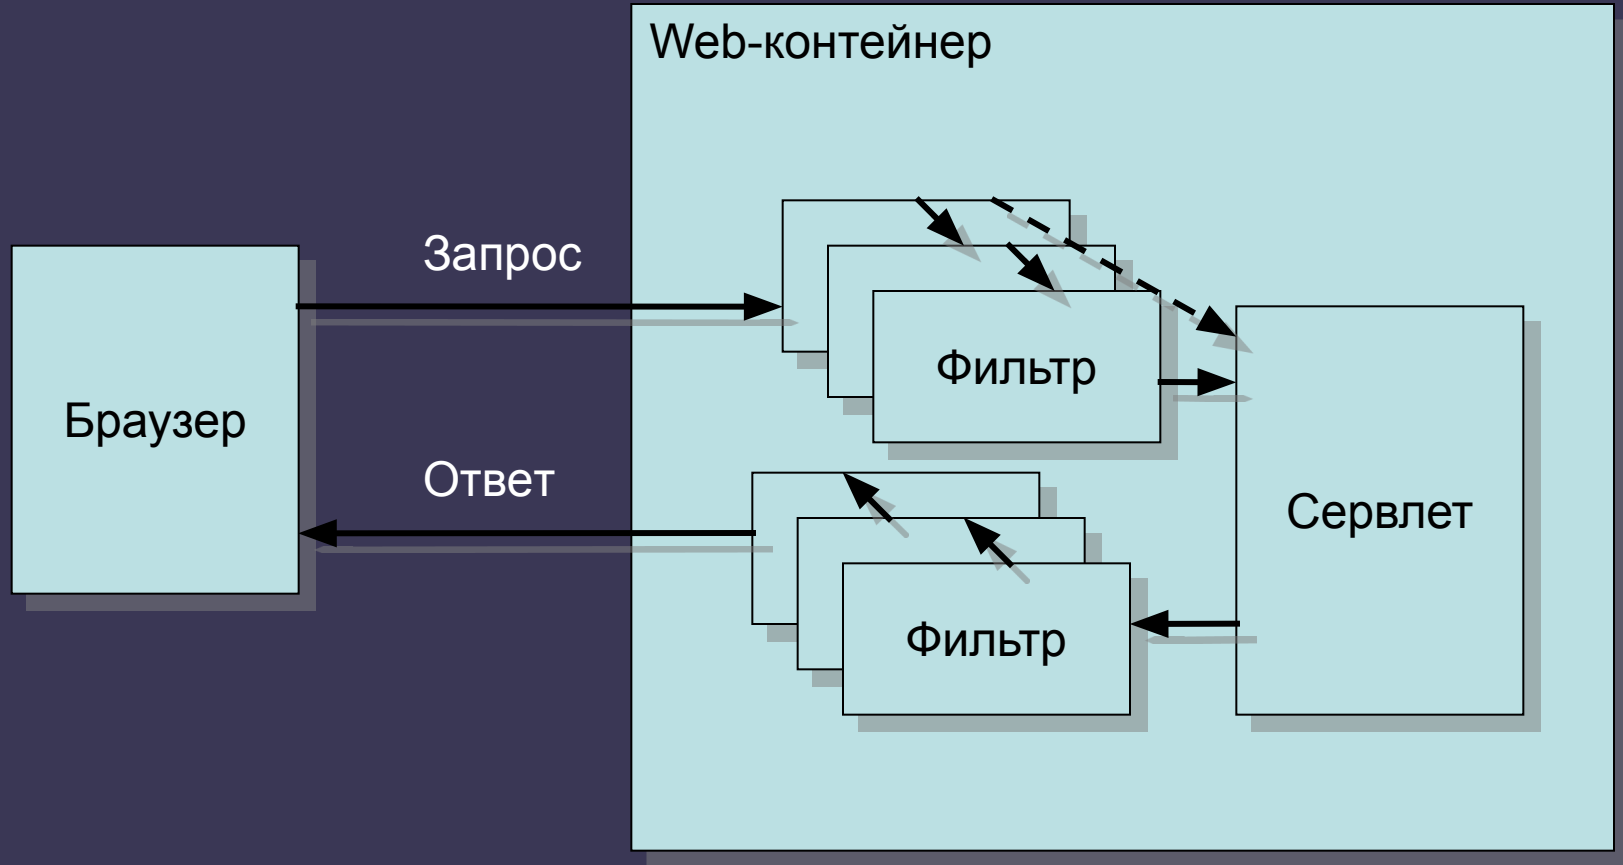 Web-контейнер
Запрос
Фильтр
Браузер
Ответ
Сервлет
Фильтр